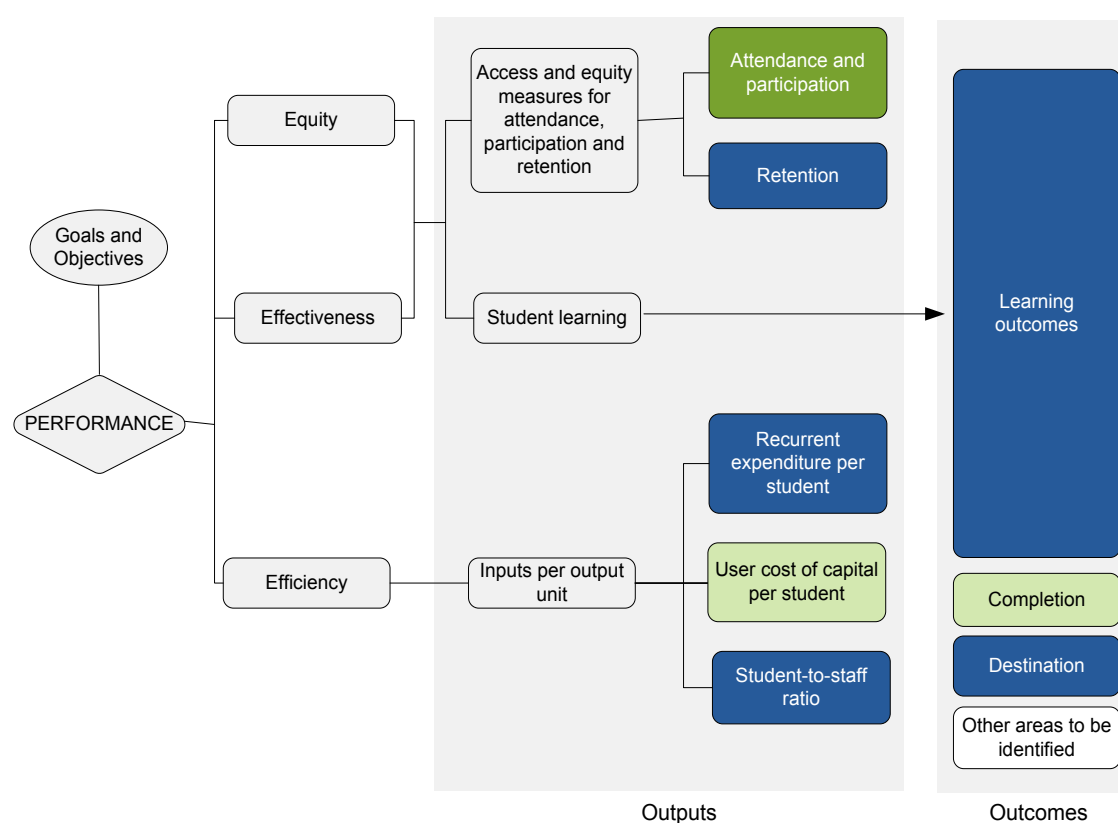 Goals and
Objectives
PERFORMANCE
Equity
Effectiveness
Efficiency
Access and equity
measures for
attendance,
participation and
retention
Student learning
Inputs per output
unit
Attendance and
participation
Retention
Recurrent
expenditure per
student
User cost of capital
per student
Student-to-staff
ratio
Outputs
Learning
outcomes
Completion
Destination
Other areas to be
identified
Outcomes